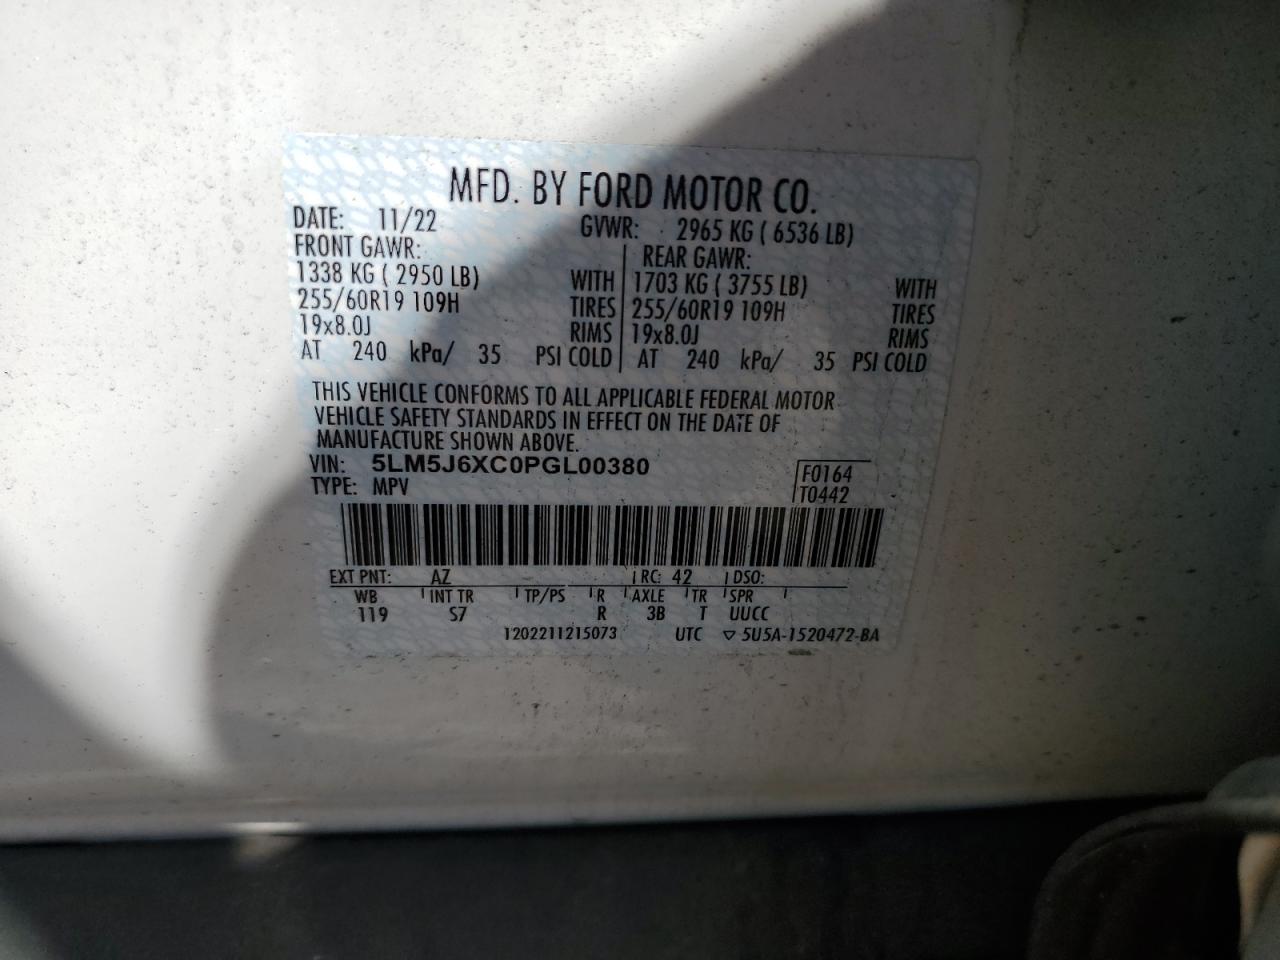 MFD. BY FORD MOTOR CO.
DATE: 11/22 GVWR: 2965 KG ( 6536 LB)
FRONT GAWR: REAR GAWR:
1338 KG ( 2950 LB) WITH 1703 KG ( 3755 LB) WITH
255/60R19 109H TIRES 255/60R19 109H TIRES
19x8.0J RIMS 19x8.0J RIMS
AT 240 kPa/ 35 PSI COLD AT 240 kPa/ 35 PSI COLD
THIS VEHICLE CONFORMS TO ALL APPLICABLE FEDERAL MOTOR
VEHICLE SAFETY STANDARDS IN EFFECT ON THE DATE OF
MANUFACTURE SHOWN ABOVE.
VIN: 5LM5J6XC0PGL00380 F0164
TYPE: MPV T0442
EXT PNT: AZ RC: 42 DSO:
WB INT TR TP/PS R AXLE TR SPR
119 S7 R 3B T UUCC
1202211215073 UTC ▽ 5U5A-1520472-BA